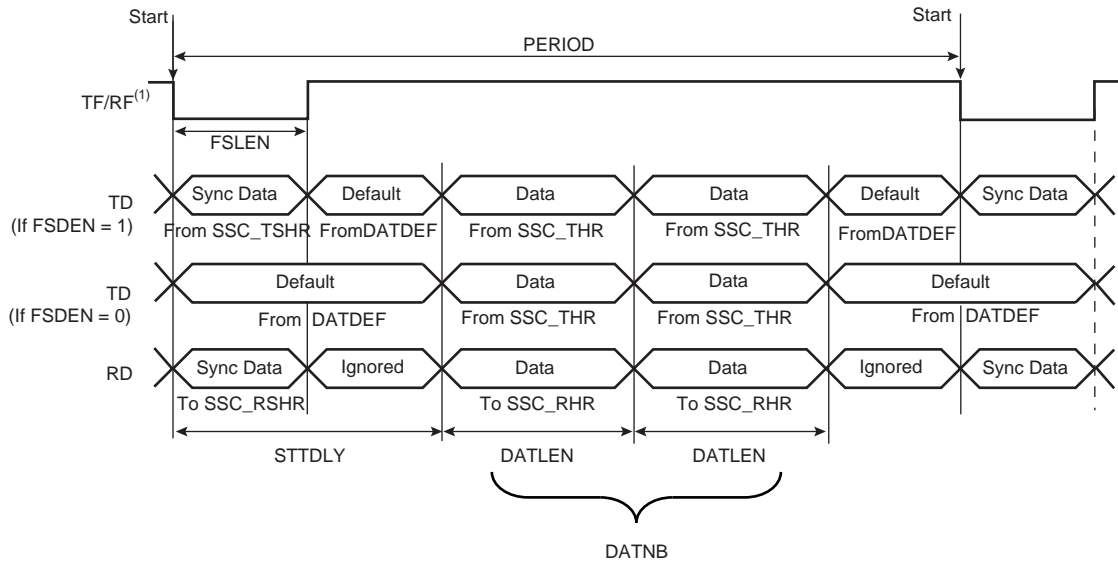 Start
Start
PERIOD
TF/RF(1)
FSLEN
TD
(If FSDEN = 1)
Sync Data
Default
Data
Data
Default
Sync Data
From SSC_TSHR
FromDATDEF
From SSC_THR
From SSC_THR
FromDATDEF
TD
(If FSDEN = 0)
Default
Data
Data
Default
From DATDEF
From SSC_THR
From SSC_THR
From DATDEF
RD
Sync Data
Ignored
Data
Data
Ignored
Sync Data
To SSC_RSHR
To SSC_RHR
To SSC_RHR
STTDLY
DATLEN
DATLEN
DATNB